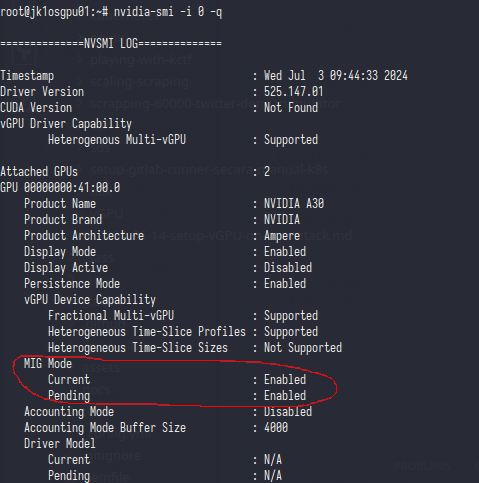 root@jk1osgpu01:~# nvidia-smi -i 0 -q
==============NVSMI LOG==============
Timestamp : Wed Jul 3 09:44:33 2024
Driver Version : 525.147.01
CUDA Version : Not Found
vGPU Driver Capability
Heterogenous Multi-vGPU : Supported
Attached GPUs : 2
GPU 00000000:41:00.0
Product Name : NVIDIA A30
Product Brand : NVIDIA
Product Architecture : Ampere
Display Mode : Enabled
Display Active : Disabled
Persistence Mode : Enabled
vGPU Device Capability
Fractional Multi-vGPU : Supported
Heterogeneous Time-Slice Profiles : Supported
Heterogeneous Time-Slice Sizes : Not Supported
MIG Mode
Current : Enabled
Pending : Enabled
Accounting Mode : Disabled
Accounting Mode Buffer Size : 4000
Driver Model
Current : N/A
Pending : N/A